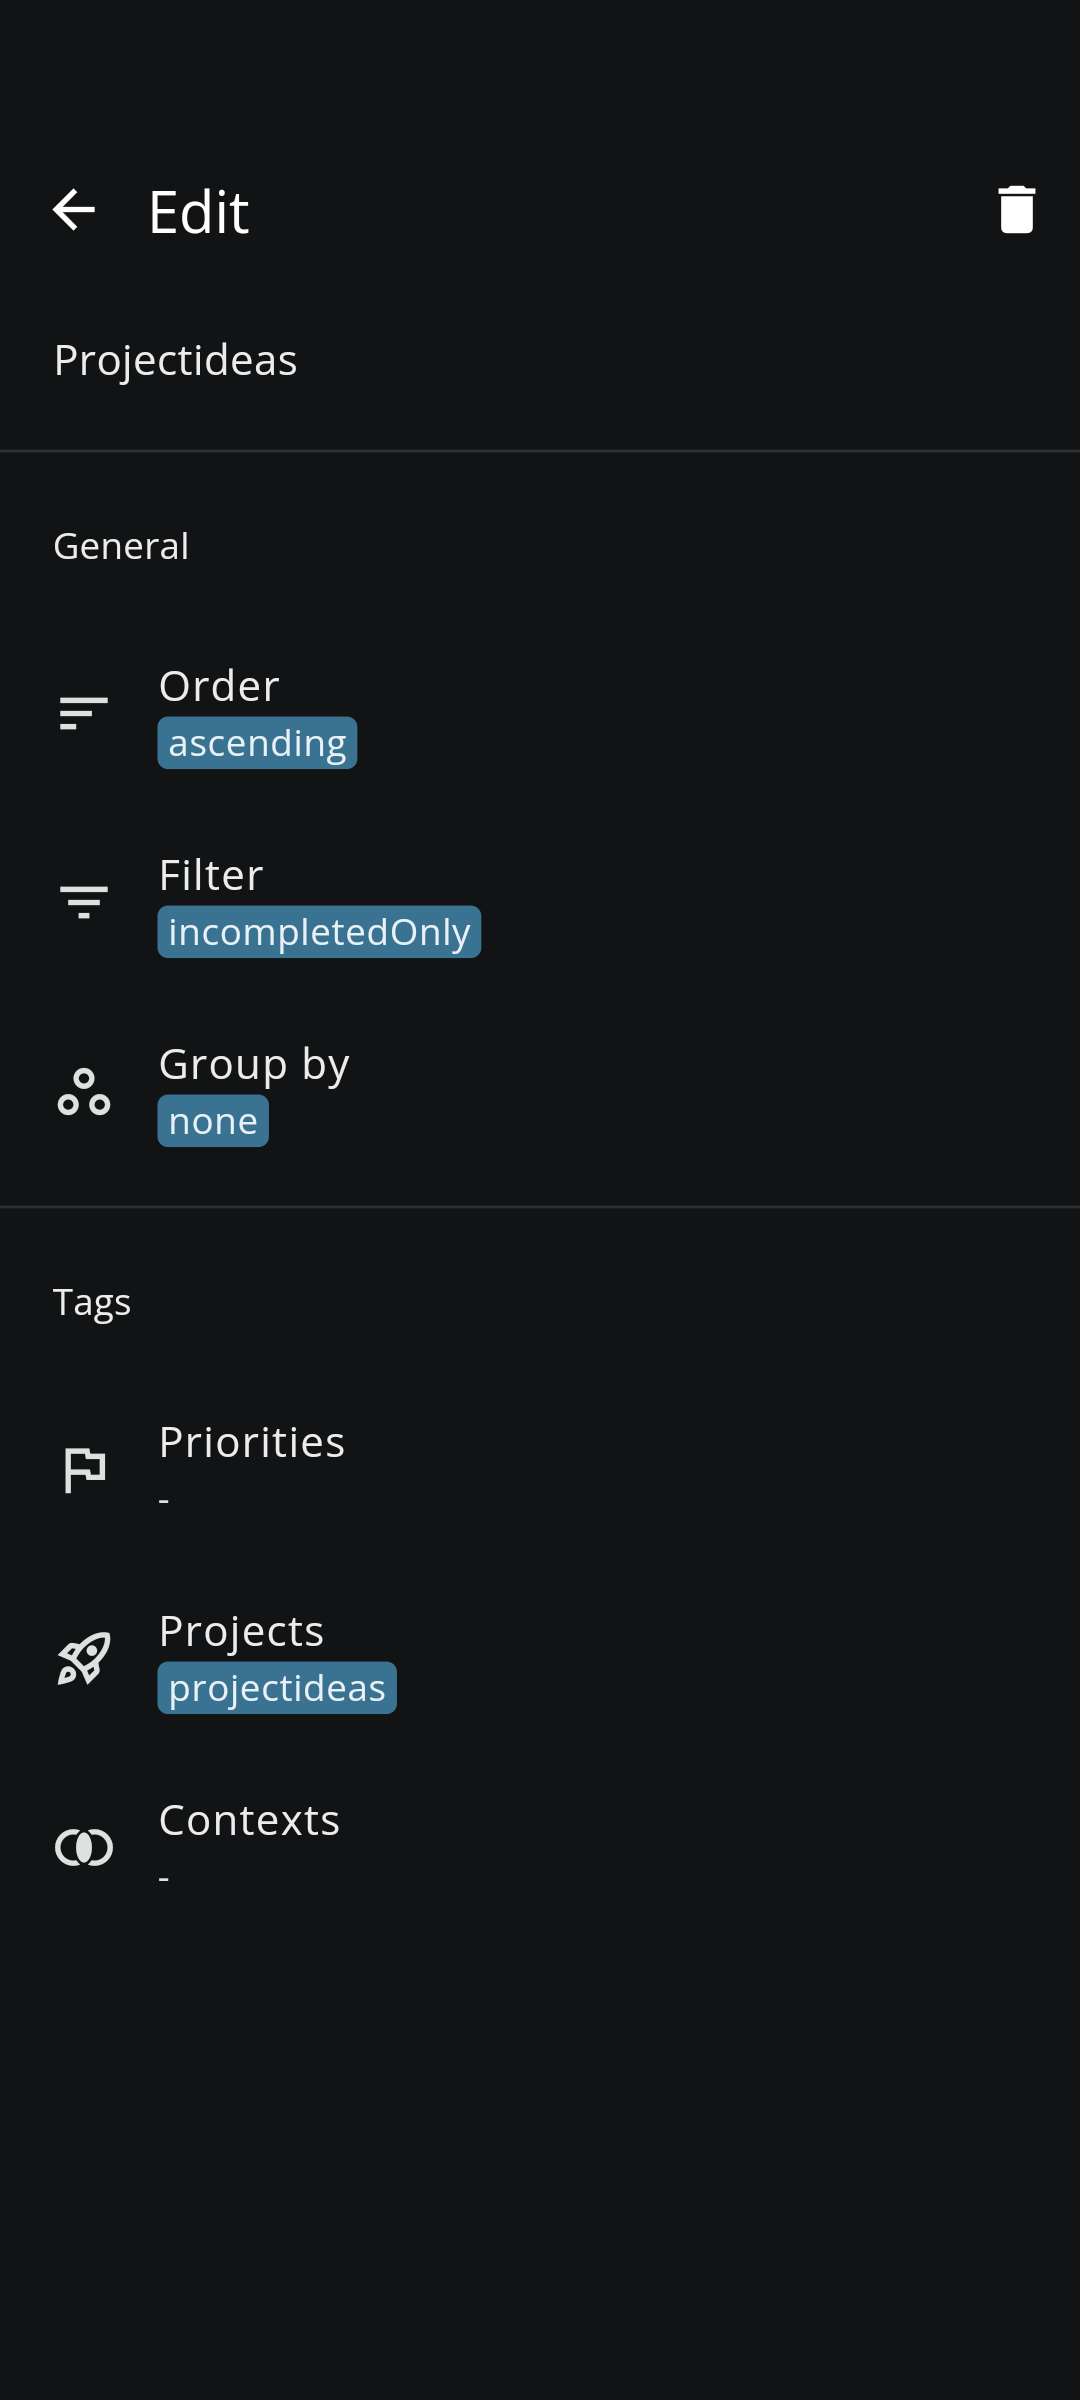 Edit
Projectideas
General
Order
ascending
Filter
incompletedOnly
Group by
none
Tags
Priorities
-
Projects
projectideas
Contexts
-